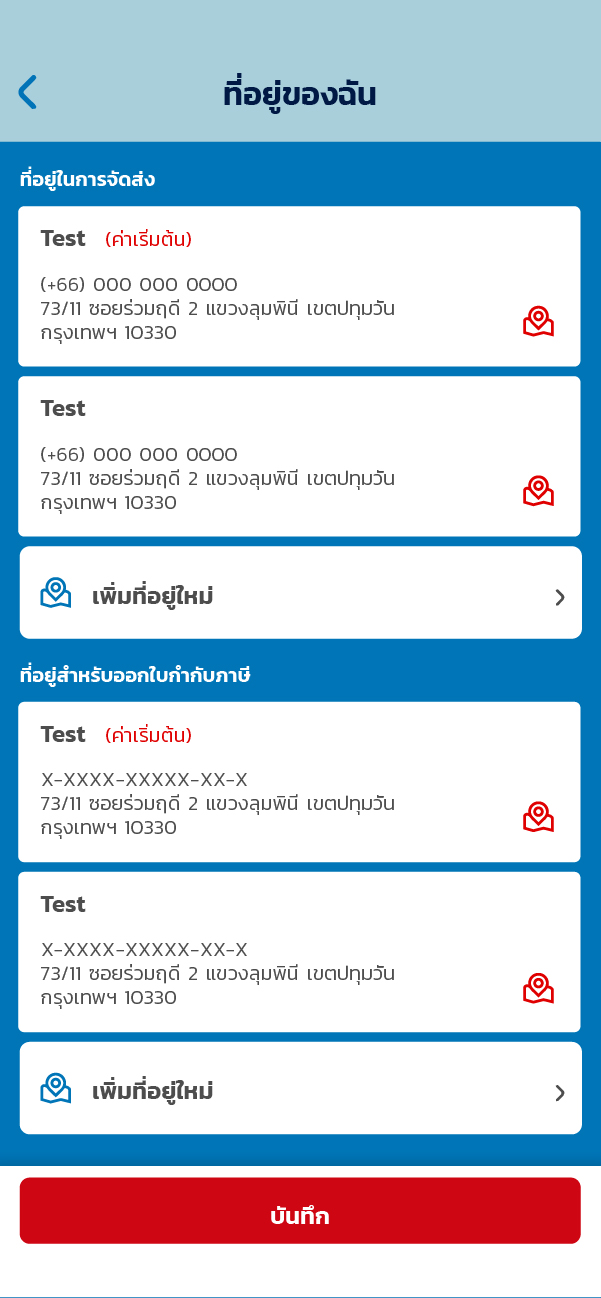 ที่อยู่ของฉัน
ที่อยู่ในการจัดส่ง
Test (ค่าเริ่มต้น)
(+66) 000 000 0000
73/11 ซอยร่วมฤดี 2 แขวงลุมพินี เขตปทุมวัน
กรุงเทพฯ 10330
Test
(+66) 000 000 0000
73/11 ซอยร่วมฤดี 2 แขวงลุมพินี เขตปทุมวัน
กรุงเทพฯ 10330
เพิ่มที่อยู่ใหม่
ที่อยู่สำหรับออกใบกำกับภาษี
Test (ค่าเริ่มต้น)
X-XXXX-XXXXX-XX-X
73/11 ซอยร่วมฤดี 2 แขวงลุมพินี เขตปทุมวัน
กรุงเทพฯ 10330
Test
X-XXXX-XXXXX-XX-X
73/11 ซอยร่วมฤดี 2 แขวงลุมพินี เขตปทุมวัน
กรุงเทพฯ 10330
เพิ่มที่อยู่ใหม่
บันทึก